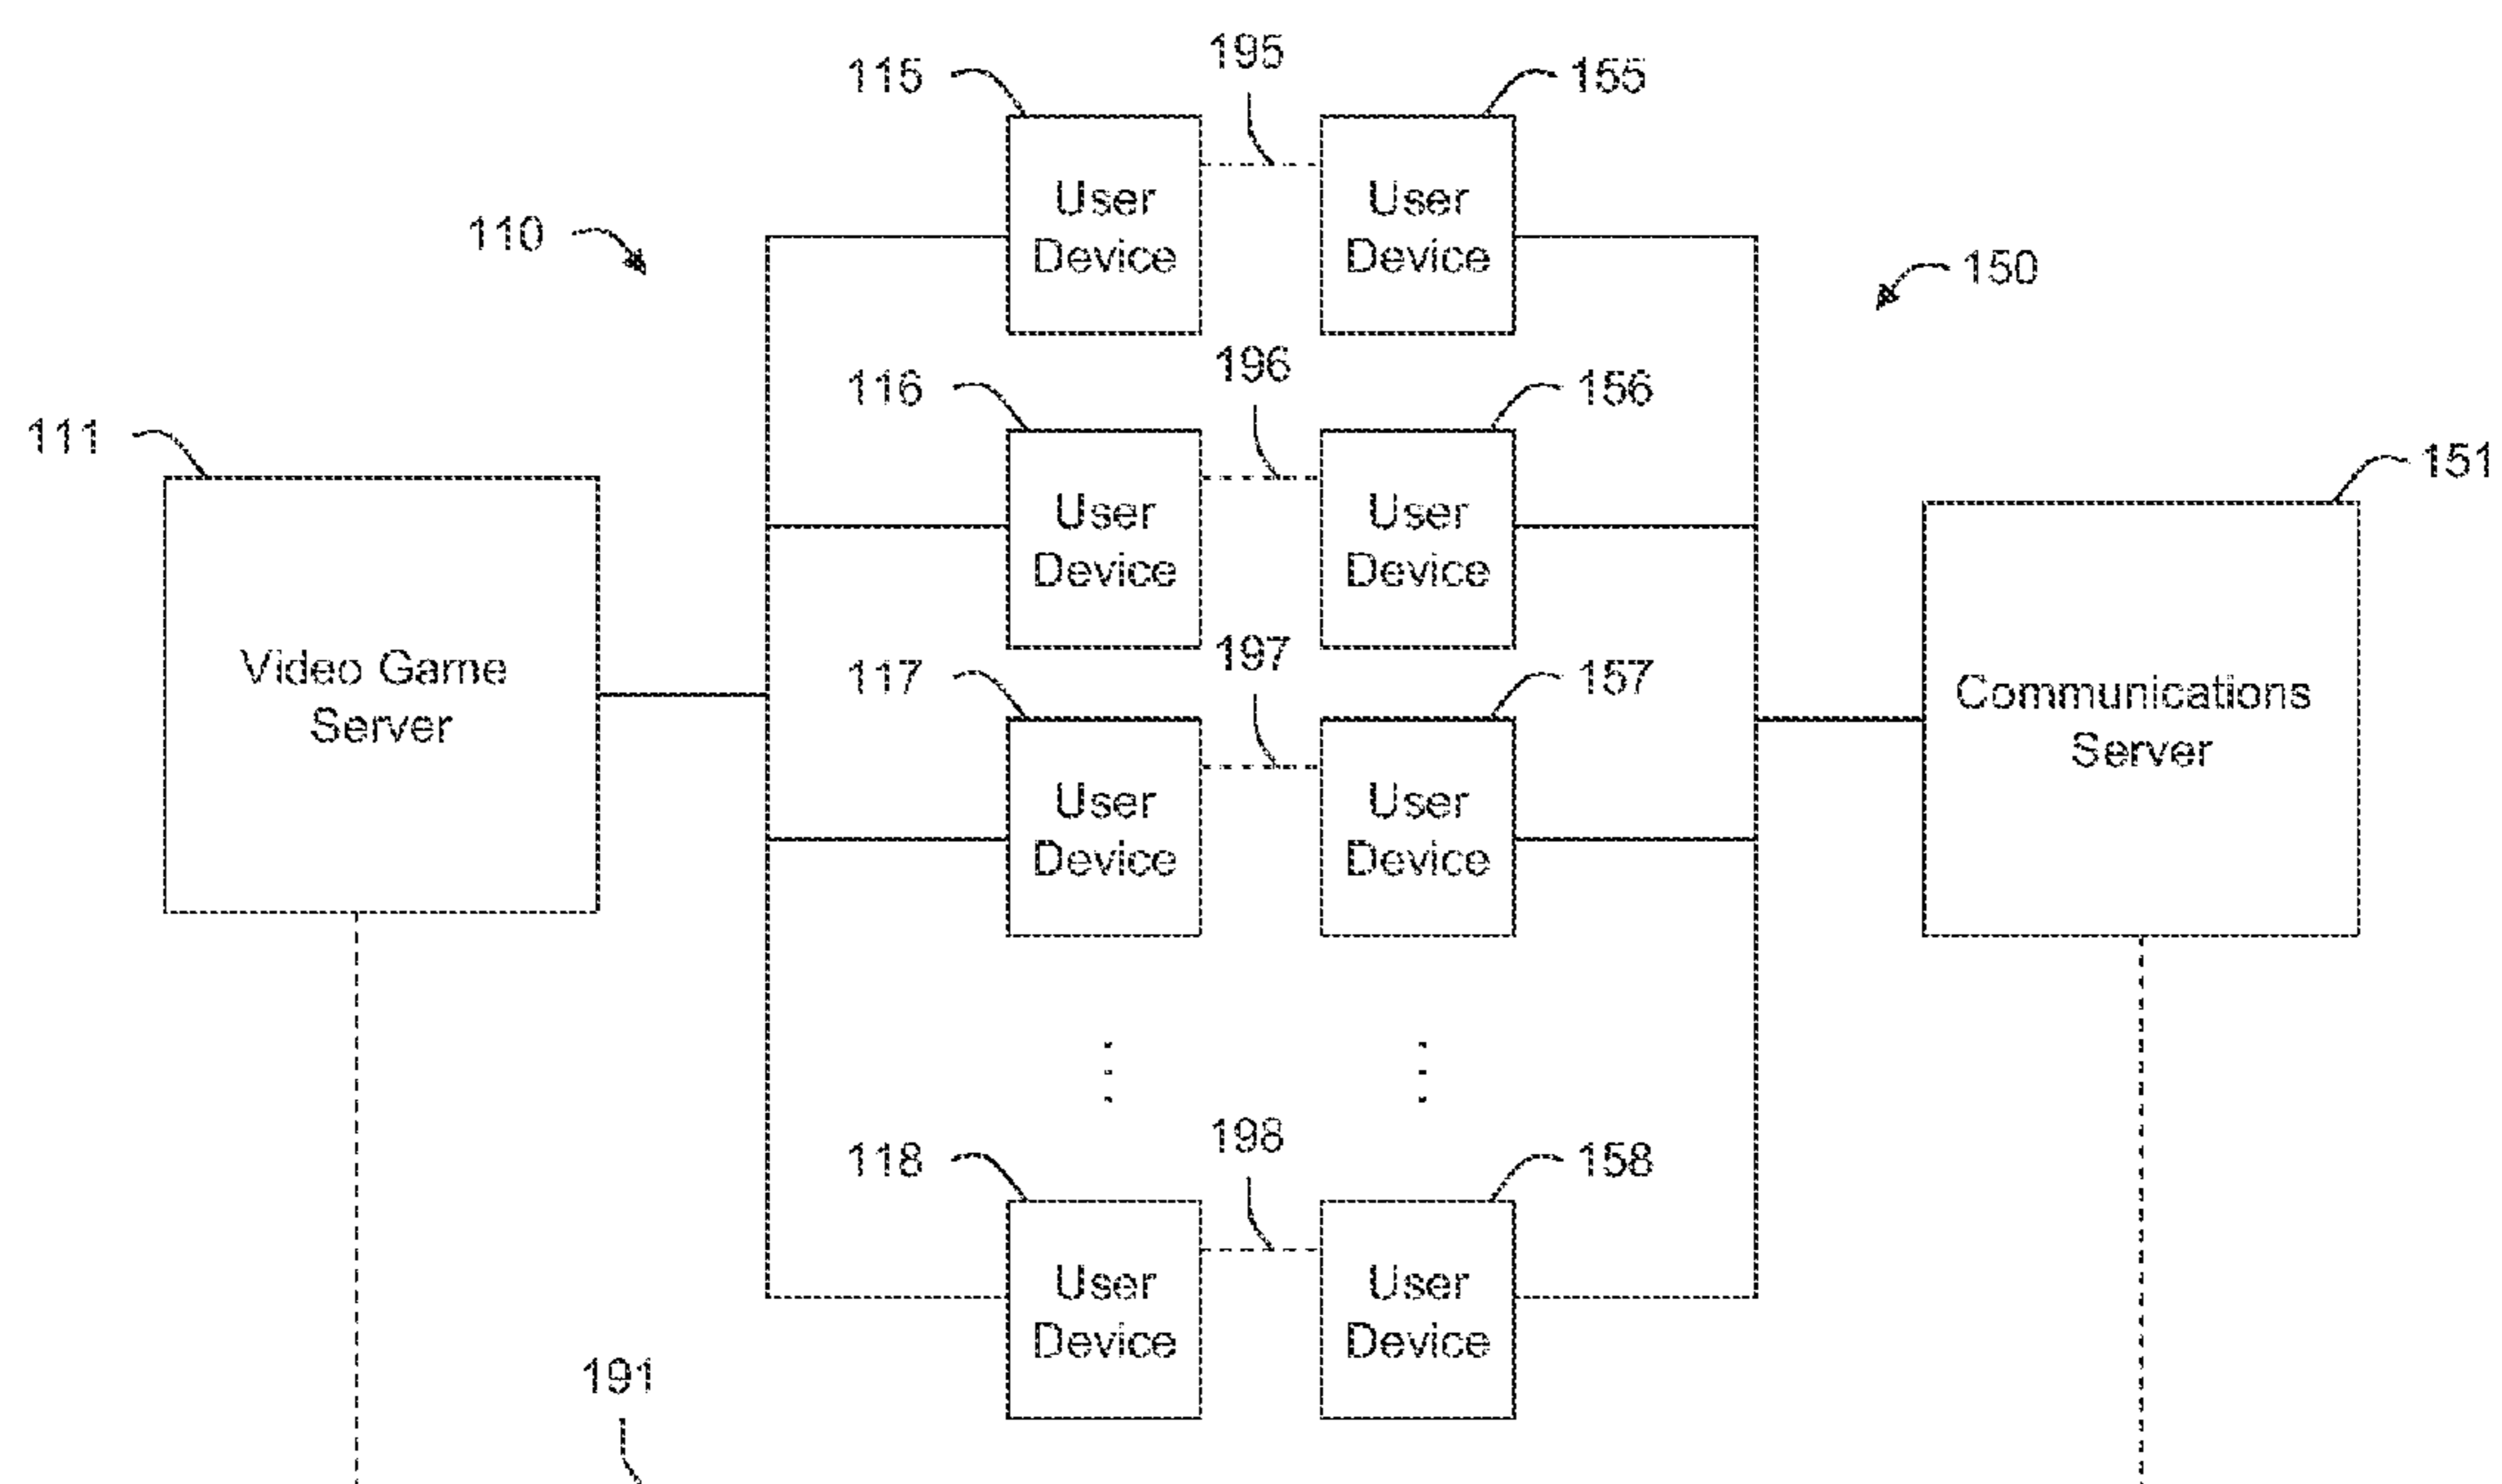 195
115
155
User
Device
User
Device
110
150
196
116
156
111
151
User
Device
User
Device
197
117
157
Video Game
Server
Communications
Server
User
Device
User
Device
198
118
158
User
Device
User
Device
191